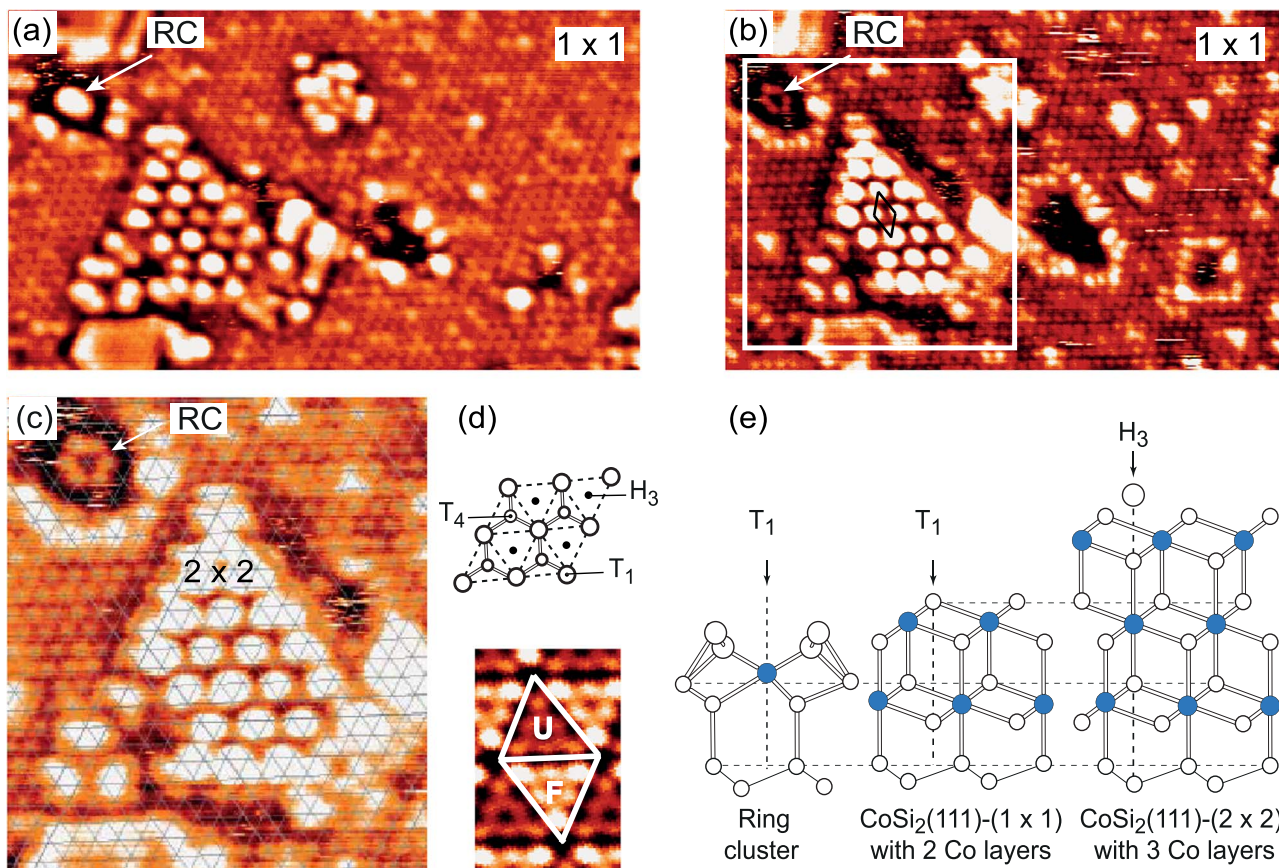 (a)
RC
1 x 1
(b)
RC
1 x 1
(c)
RC
2 x 2
(d)
T4
H3
T1
U
F
(e)
T1
T1
H3
Ring
cluster
CoSi2(111)-(1 x 1)
with 2 Co layers
CoSi2(111)-(2 x 2)
with 3 Co layers